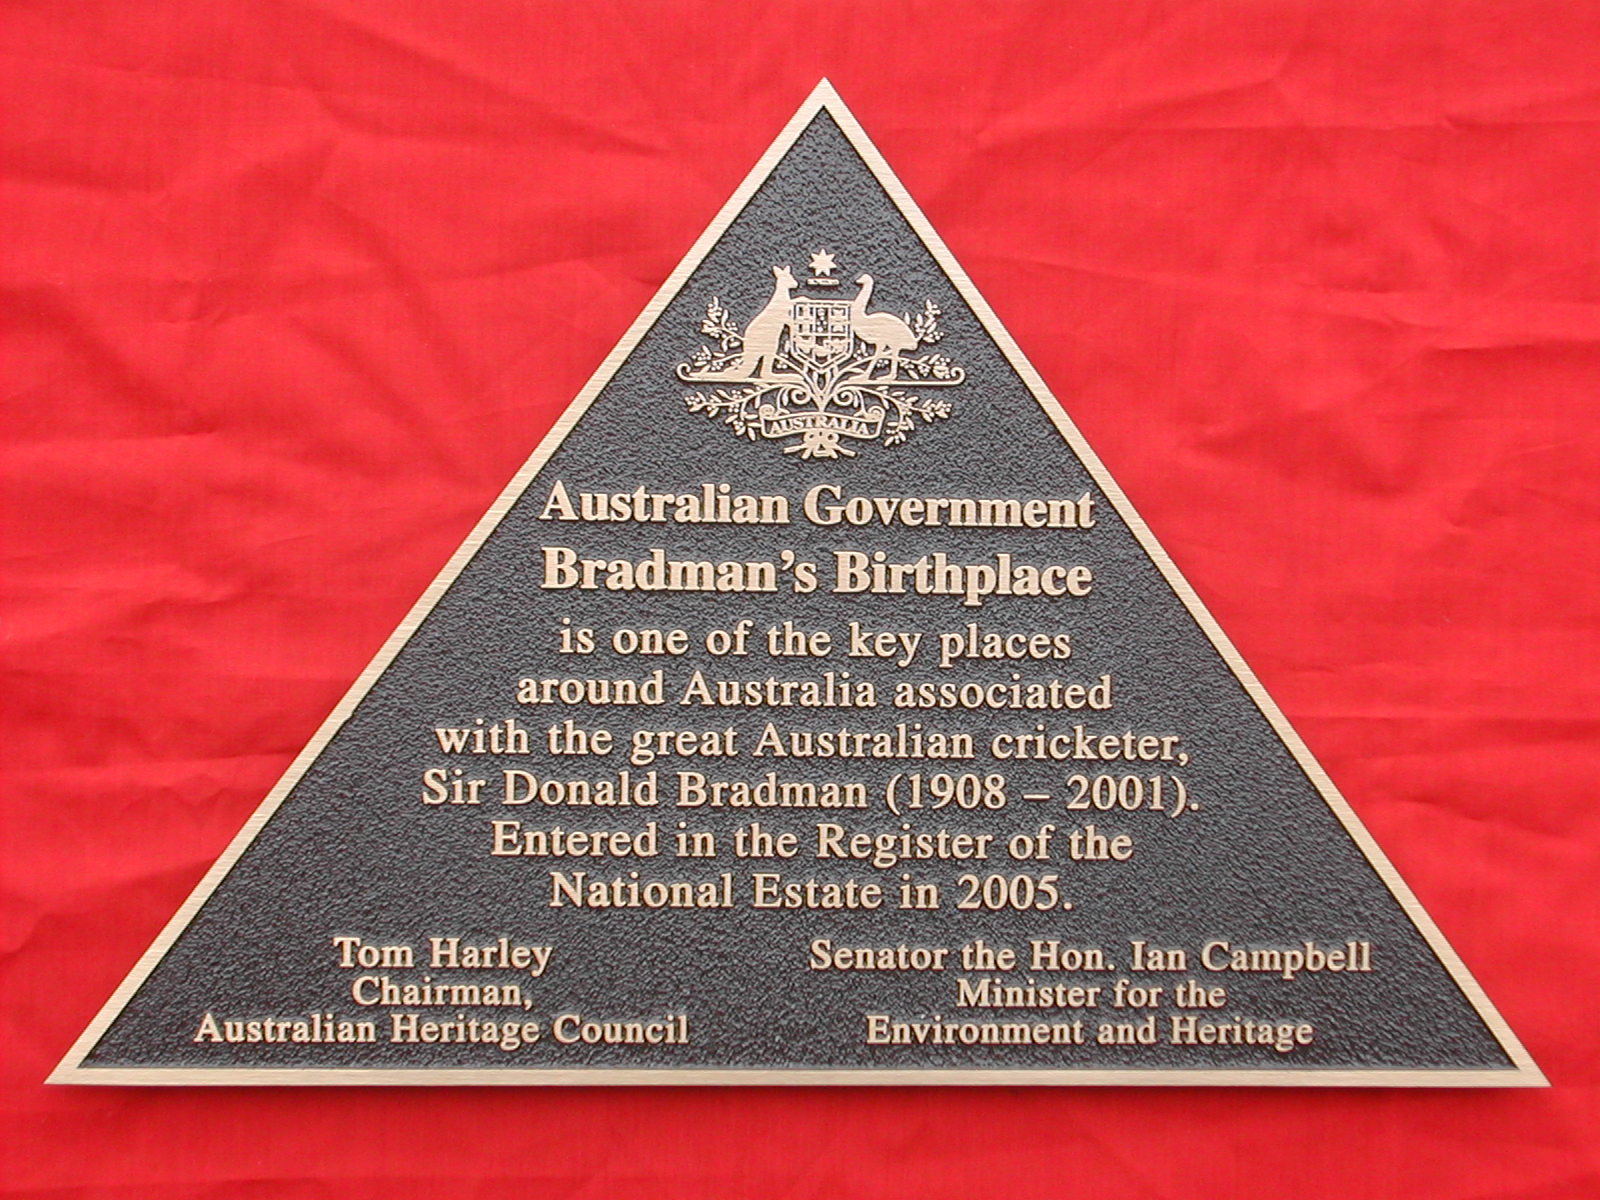 AUSTRALIA
Australian Government
Bradman's Birthplace
is one of the key places
around Australia associated
with the great Australian cricketer,
Sir Donald Bradman (1908 – 2001).
Entered in the Register of the
National Estate in 2005.
Tom Harley
Chairman,
Australian Heritage Council
Senator the Hon. Ian Campbell
Minister for the
Environment and Heritage